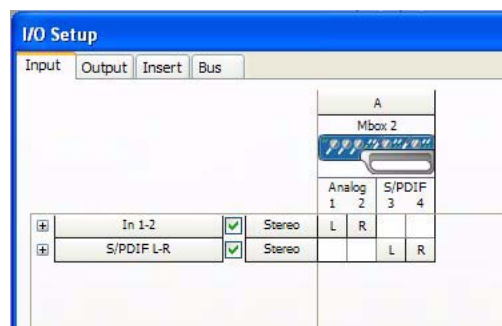 I/O Setup
Input Output Insert Bus
A
Mbox 2
Analog S/PDIF
1 2 3 4
In 1-2 Stereo L R
S/PDIF L-R Stereo L R